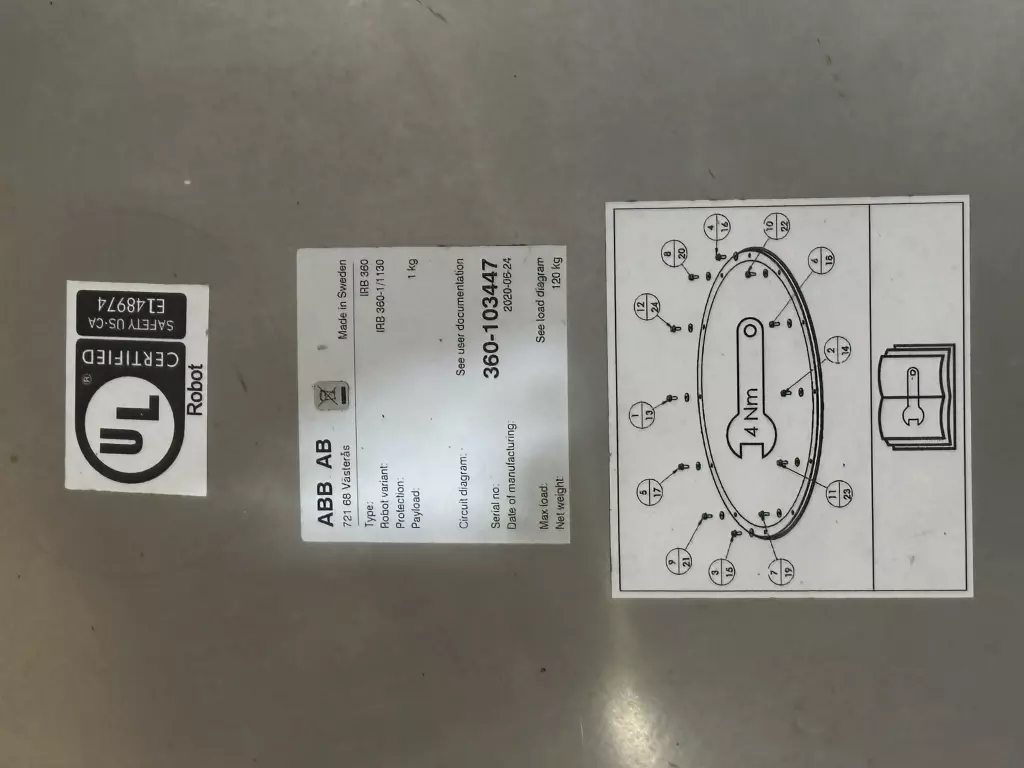 UL
®
CERTIFIED
SAFETY US-CA
E148974
Robot
ABB AB
721 68 Västerås
Made in Sweden
Type: IRB 360
Robot variant: IRB 360-1/1130
Protection:
Payload: 1 kg
Circuit diagram: See user documentation
Serial no: 360-103447
Date of manufacturing: 2020-06-24
Max load: See load diagram
Net weight: 120 kg
9 21
3 15
7 19
5 17
11 23
1 13
2 14
12 24
6 18
8 20
4 16
10 22
4 Nm